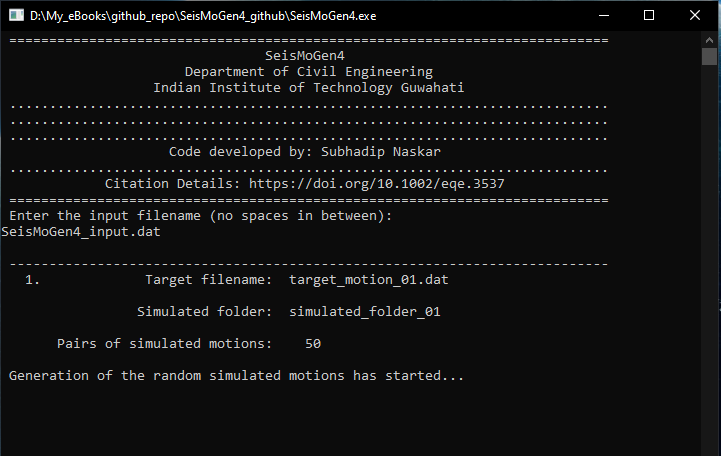 D:\My_eBooks\github_repo\SeisMoGen4_github\SeisMoGen4.exe
===========================================================================
SeisMoGen4
Department of Civil Engineering
Indian Institute of Technology Guwahati
...........................................................................
...........................................................................
...........................................................................
Code developed by: Subhadip Naskar
...........................................................................
Citation Details: https://doi.org/10.1002/eqe.3537
===========================================================================
Enter the input filename (no spaces in between):
SeisMoGen4_input.dat
---------------------------------------------------------------------------
1. Target filename: target_motion_01.dat
Simulated folder: simulated_folder_01
Pairs of simulated motions: 50
Generation of the random simulated motions has started...